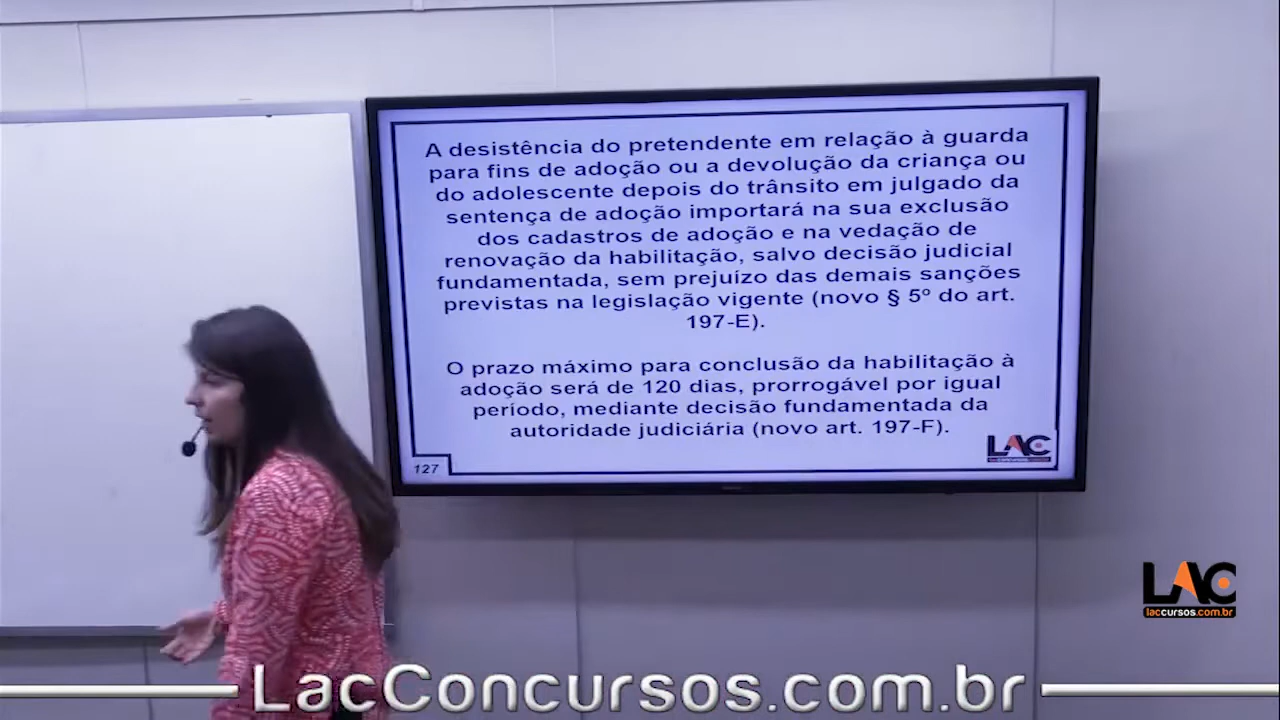 A desistência do pretendente em relação à guarda
para fins de adoção ou a devolução da criança ou
do adolescente depois do trânsito em julgado da
sentença de adoção importará na sua exclusão
dos cadastros de adoção e na vedação de
renovação da habilitação, salvo decisão judicial
fundamentada, sem prejuízo das demais sanções
previstas na legislação vigente (novo § 5º do art.
197-E).
O prazo máximo para conclusão da habilitação à
adoção será de 120 dias, prorrogável por igual
período, mediante decisão fundamentada da
autoridade judiciária (novo art. 197-F).
LAC
127
LAC
laccursos.com.br
LacConcursos.com.br